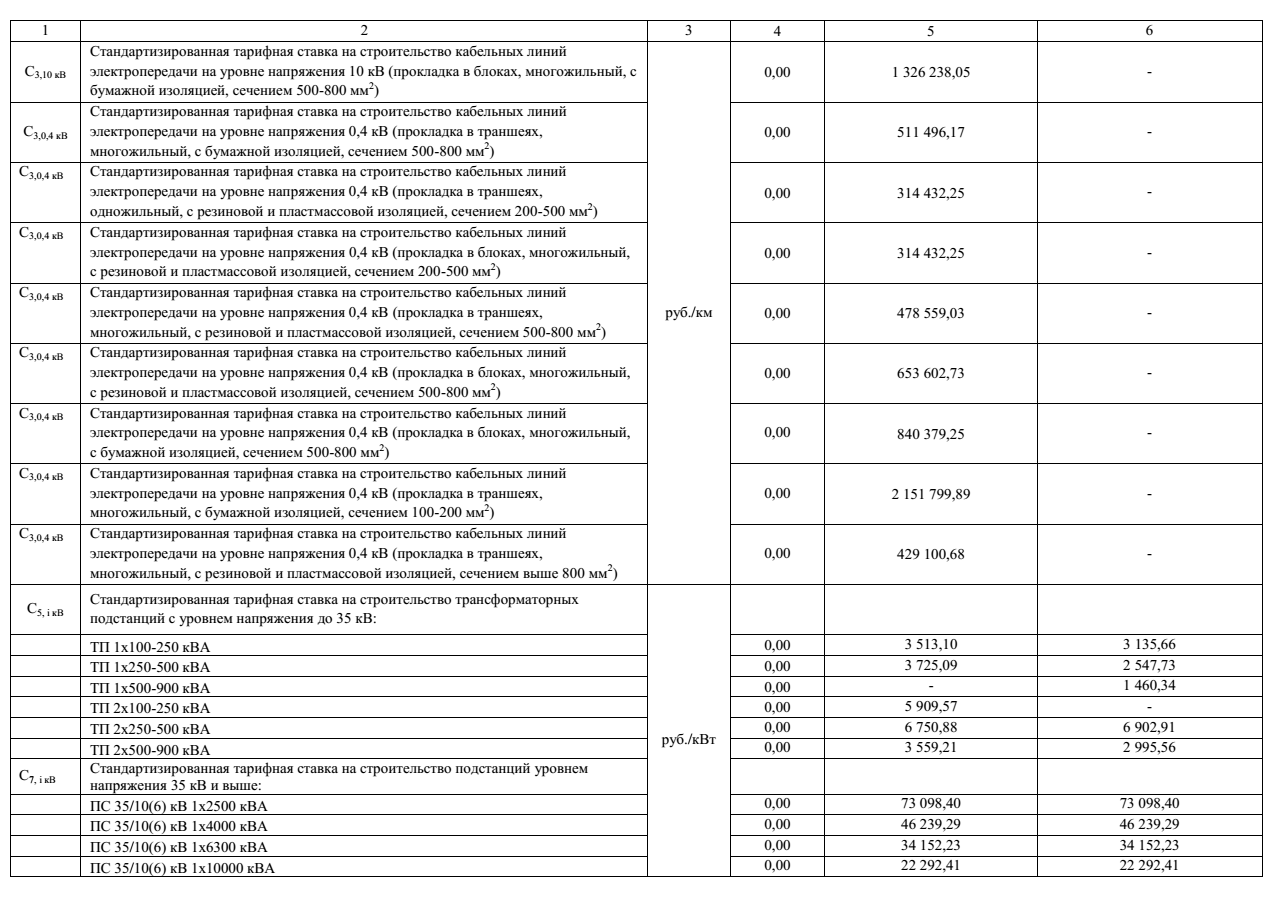 1 2 3 4 5 6
Стандартизированная тарифная ставка на строительство кабельных линий
С3,10 кВ электропередачи на уровне напряжения 10 кВ (прокладка в блоках, многожильный, с 0,00 1 326 238,05 -
бумажной изоляцией, сечением 500-800 мм2)
Стандартизированная тарифная ставка на строительство кабельных линий
С3,0,4 кВ электропередачи на уровне напряжения 0,4 кВ (прокладка в траншеях, 0,00 511 496,17 -
многожильный, с бумажной изоляцией, сечением 500-800 мм2)
С3,0,4 кВ Стандартизированная тарифная ставка на строительство кабельных линий
электропередачи на уровне напряжения 0,4 кВ (прокладка в траншеях, 0,00 314 432,25 -
одножильный, с резиновой и пластмассовой изоляцией, сечением 200-500 мм2)
С3,0,4 кВ Стандартизированная тарифная ставка на строительство кабельных линий
электропередачи на уровне напряжения 0,4 кВ (прокладка в блоках, многожильный, 0,00 314 432,25 -
с резиновой и пластмассовой изоляцией, сечением 200-500 мм2)
С3,0,4 кВ Стандартизированная тарифная ставка на строительство кабельных линий
электропередачи на уровне напряжения 0,4 кВ (прокладка в траншеях, руб./км 0,00 478 559,03 -
многожильный, с резиновой и пластмассовой изоляцией, сечением 500-800 мм2)
С3,0,4 кВ Стандартизированная тарифная ставка на строительство кабельных линий
электропередачи на уровне напряжения 0,4 кВ (прокладка в блоках, многожильный, 0,00 653 602,73 -
с резиновой и пластмассовой изоляцией, сечением 500-800 мм2)
С3,0,4 кВ Стандартизированная тарифная ставка на строительство кабельных линий
электропередачи на уровне напряжения 0,4 кВ (прокладка в блоках, многожильный, 0,00 840 379,25 -
с бумажной изоляцией, сечением 500-800 мм2)
С3,0,4 кВ Стандартизированная тарифная ставка на строительство кабельных линий
электропередачи на уровне напряжения 0,4 кВ (прокладка в траншеях, 0,00 2 151 799,89 -
многожильный, с бумажной изоляцией, сечением 100-200 мм2)
С3,0,4 кВ Стандартизированная тарифная ставка на строительство кабельных линий
электропередачи на уровне напряжения 0,4 кВ (прокладка в траншеях, 0,00 429 100,68 -
многожильный, с резиновой и пластмассовой изоляцией, сечением выше 800 мм2)
С5, i кВ Стандартизированная тарифная ставка на строительство трансформаторных
подстанций с уровнем напряжения до 35 кВ:
ТП 1х100-250 кВА 0,00 3 513,10 3 135,66
ТП 1х250-500 кВА 0,00 3 725,09 2 547,73
ТП 1х500-900 кВА 0,00 - 1 460,34
ТП 2х100-250 кВА 0,00 5 909,57 -
ТП 2х250-500 кВА 0,00 6 750,88 6 902,91
ТП 2х500-900 кВА руб./кВт 0,00 3 559,21 2 995,56
С7, i кВ Стандартизированная тарифная ставка на строительство подстанций уровнем
напряжения 35 кВ и выше:
ПС 35/10(6) кВ 1х2500 кВА 0,00 73 098,40 73 098,40
ПС 35/10(6) кВ 1х4000 кВА 0,00 46 239,29 46 239,29
ПС 35/10(6) кВ 1х6300 кВА 0,00 34 152,23 34 152,23
ПС 35/10(6) кВ 1х10000 кВА 0,00 22 292,41 22 292,41